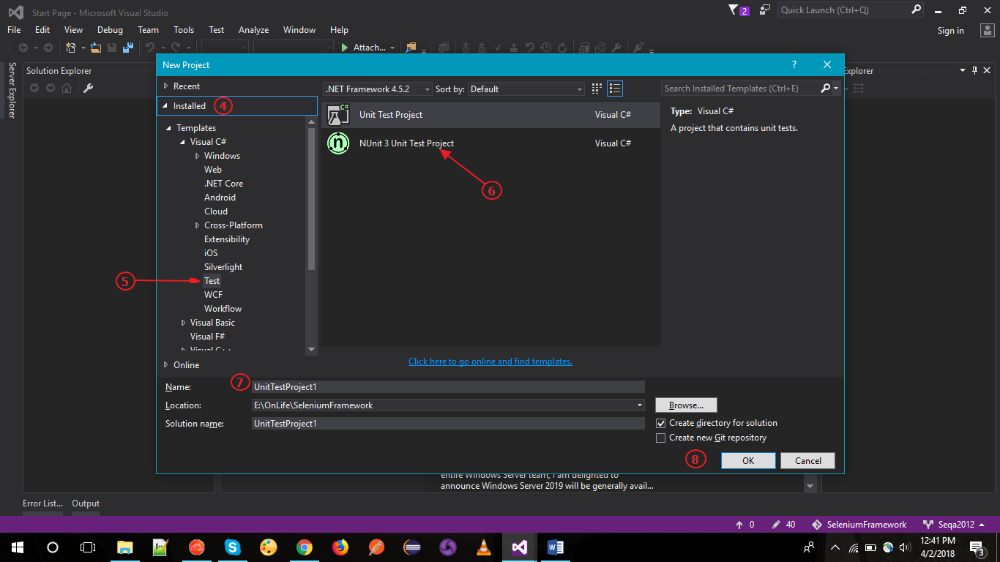 Start Page - Microsoft Visual Studio
2
Quick Launch (Ctrl+Q)
File Edit View Debug Team Tools Test Analyze Window Help
Sign in
Attach...
Server Explorer
Solution Explorer
Explorer
New Project
?
Recent
Installed
4
.NET Framework 4.5.2
Sort by: Default
Search Installed Templates (Ctrl+E)
Templates
Visual C#
Windows
Web
.NET Core
Android
Cloud
Cross-Platform
Extensibility
iOS
Silverlight
5
Test
WCF
Workflow
Visual Basic
Visual F#
Visual C++
Online
C#
Unit Test Project Visual C#
n
NUnit 3 Unit Test Project Visual C#
6
Type: Visual C#
A project that contains unit tests.
Click here to go online and find templates.
Name: 7 UnitTestProject1
Location: E:\OnLife\SeleniumFramework
Browse...
Solution name: UnitTestProject1
Create directory for solution
Create new Git repository
8
OK Cancel
entire Windows Server team, I am delighted to
announce Windows Server 2019 will be generally avail...
Error List... Output
0 40 SeleniumFramework Seqa2012
12:41 PM
4/2/2018
3